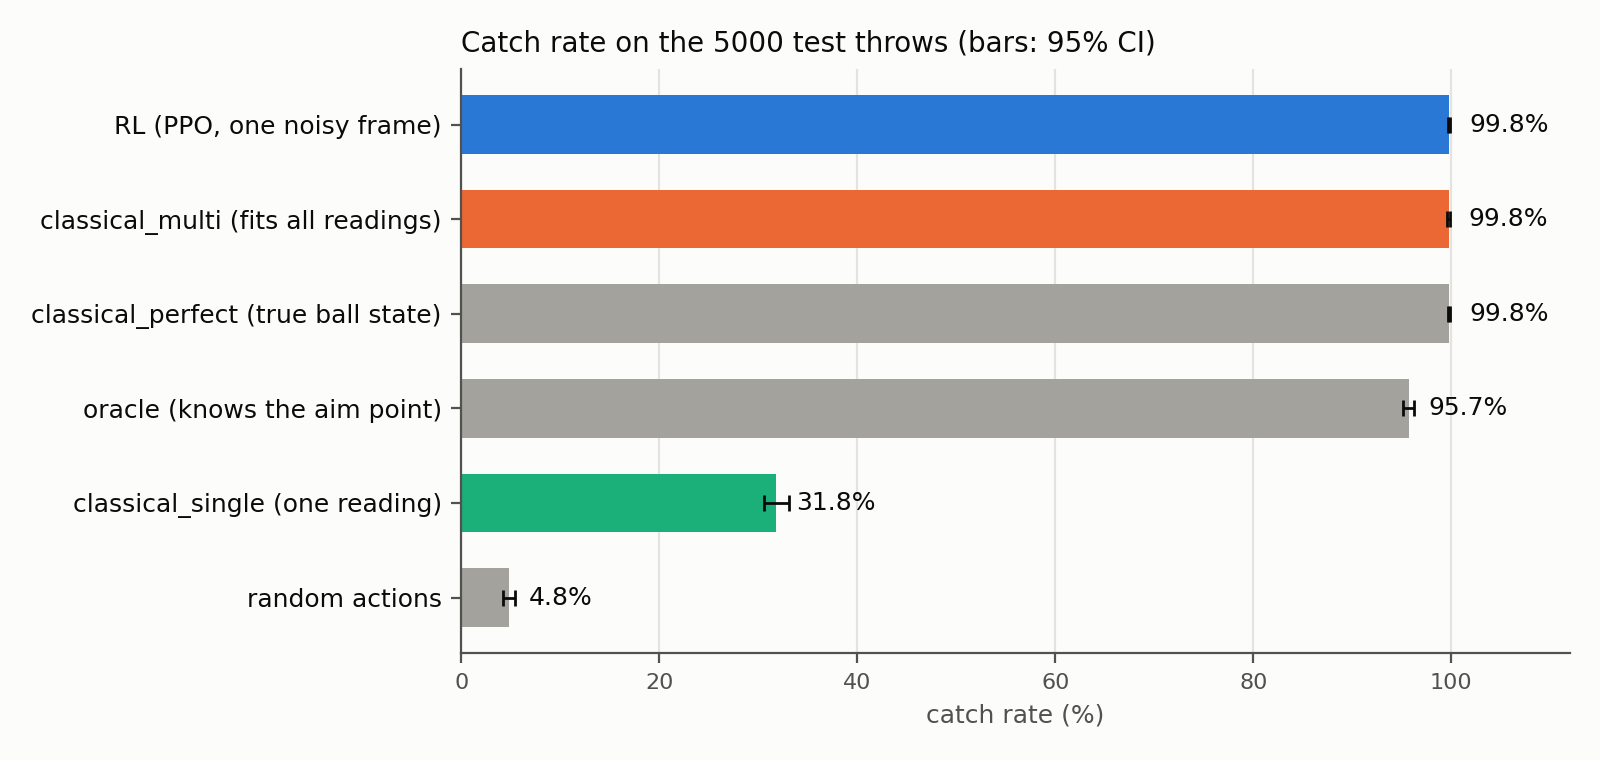 Catch rate on the 5000 test throws (bars: 95% CI)
RL (PPO, one noisy frame)
99.8%
classical_multi (fits all readings)
99.8%
classical_perfect (true ball state)
99.8%
oracle (knows the aim point)
95.7%
classical_single (one reading)
31.8%
random actions
4.8%
0 20 40 60 80 100
catch rate (%)